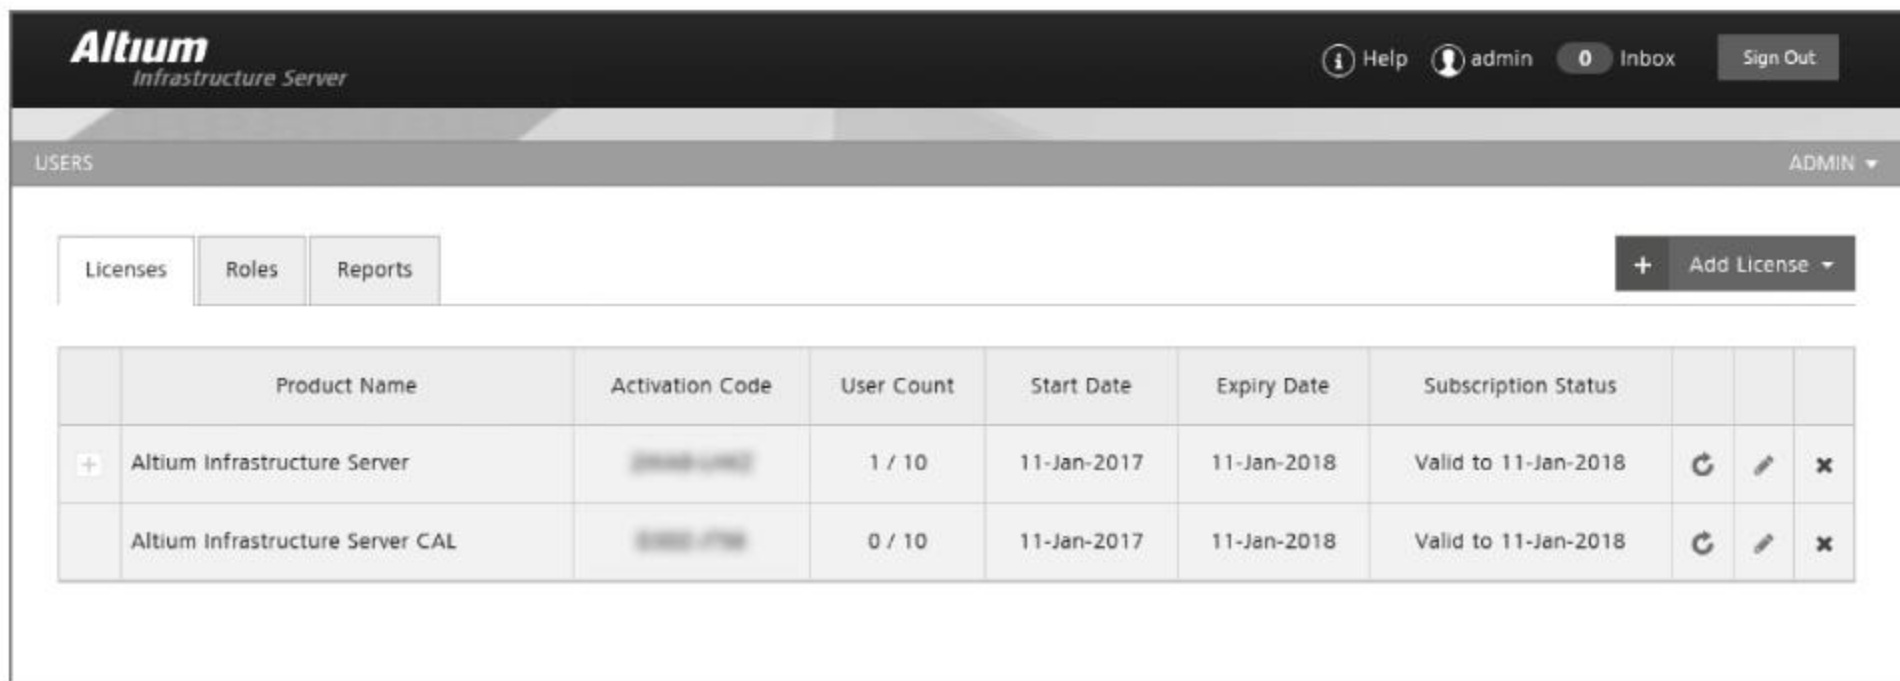 Altium
Infrastructure Server
Help admin 0 Inbox Sign Out
USERS ADMIN
Licenses Roles Reports + Add License
Product Name Activation Code User Count Start Date Expiry Date Subscription Status
Altium Infrastructure Server 1 / 10 11-Jan-2017 11-Jan-2018 Valid to 11-Jan-2018
Altium Infrastructure Server CAL 0 / 10 11-Jan-2017 11-Jan-2018 Valid to 11-Jan-2018